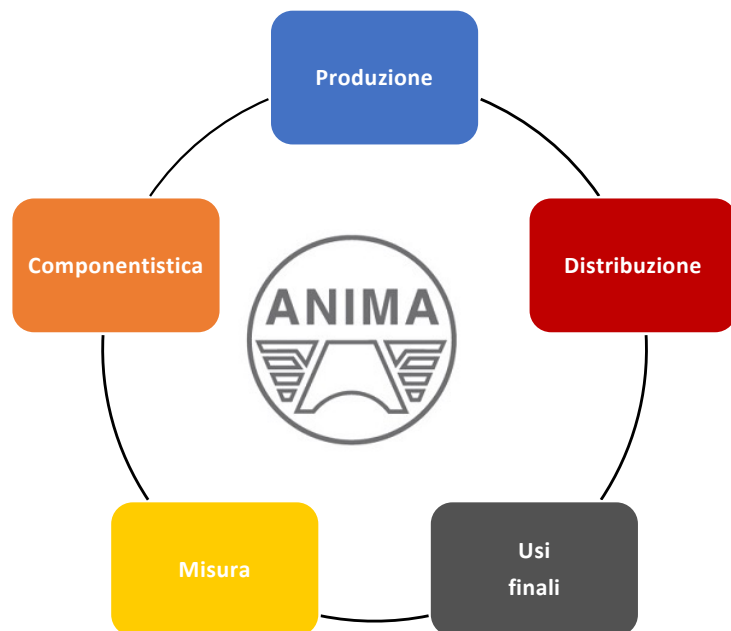 Produzione
Componentistica
Distribuzione
ANIMA
Misura
Usi
finali